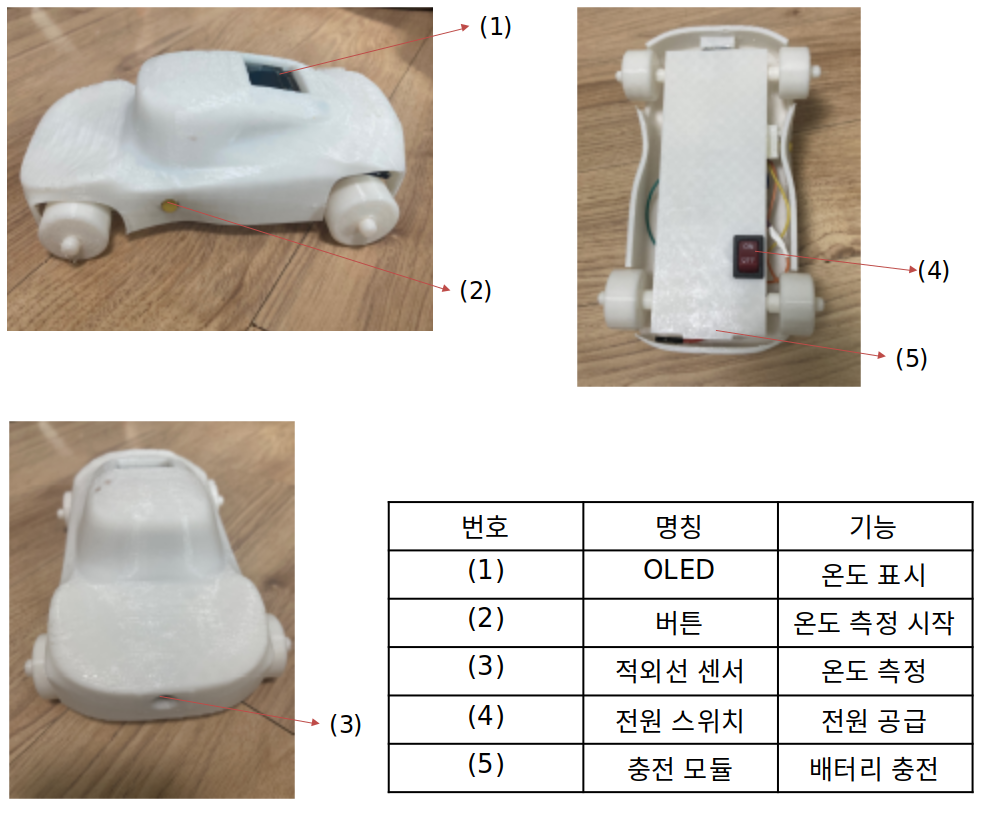 (1)
(2)
(4)
(5)
(3)
번호 명칭 기능
(1) OLED 온도 표시
(2) 버튼 온도 측정 시작
(3) 적외선 센서 온도 측정
(4) 전원 스위치 전원 공급
(5) 충전 모듈 배터리 충전